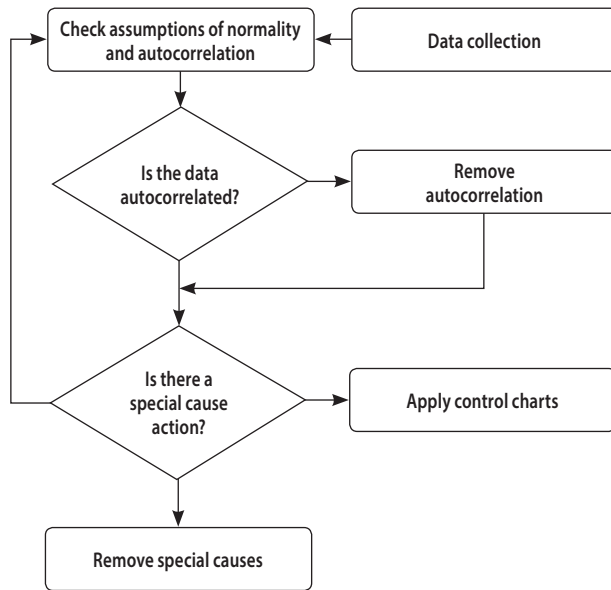 Check assumptions of normality
and autocorrelation
Data collection
Is the data
autocorrelated?
Remove
autocorrelation
Is there a
special cause
action?
Apply control charts
Remove special causes